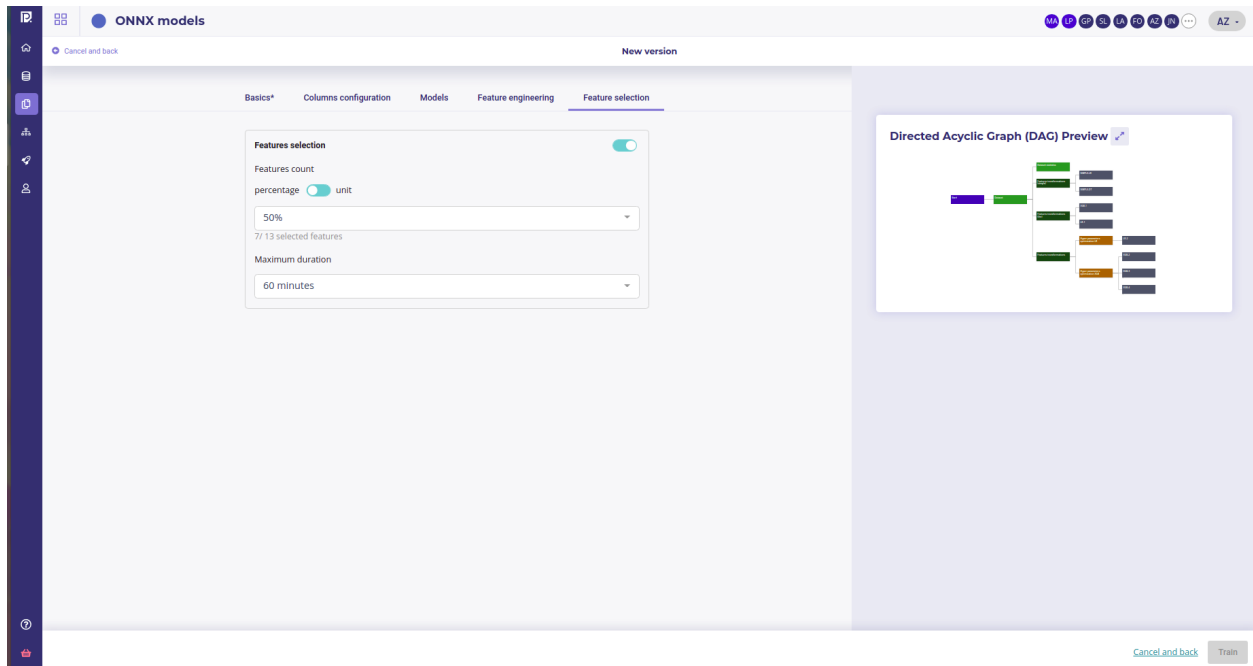 ONNX models
MA LP GP SL LA FO AZ JN
AZ
Cancel and back
New version
Basics*
Columns configuration
Models
Feature engineering
Feature selection
Features selection
Features count
percentage unit
50%
7/ 13 selected features
Maximum duration
60 minutes
Directed Acyclic Graph (DAG) Preview
Cancel and back
Train